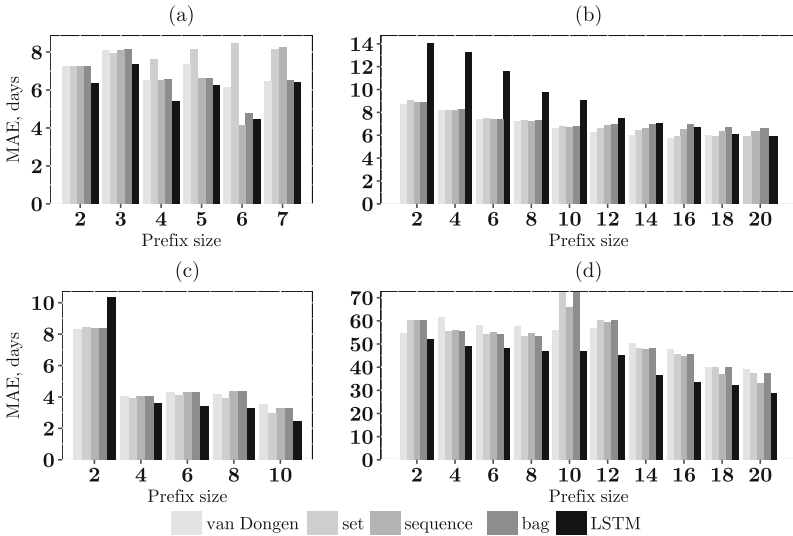 (a)
8
6
4
2
0
MAE, days
2 3 4 5 6 7
Prefix size
(b)
14
12
10
8
6
4
2
0
2 4 6 8 10 12 14 16 18 20
Prefix size
(c)
10
8
6
4
2
0
MAE, days
2 4 6 8 10
Prefix size
(d)
70
60
50
40
30
20
10
0
2 4 6 8 10 12 14 16 18 20
Prefix size
van Dongen set sequence bag LSTM